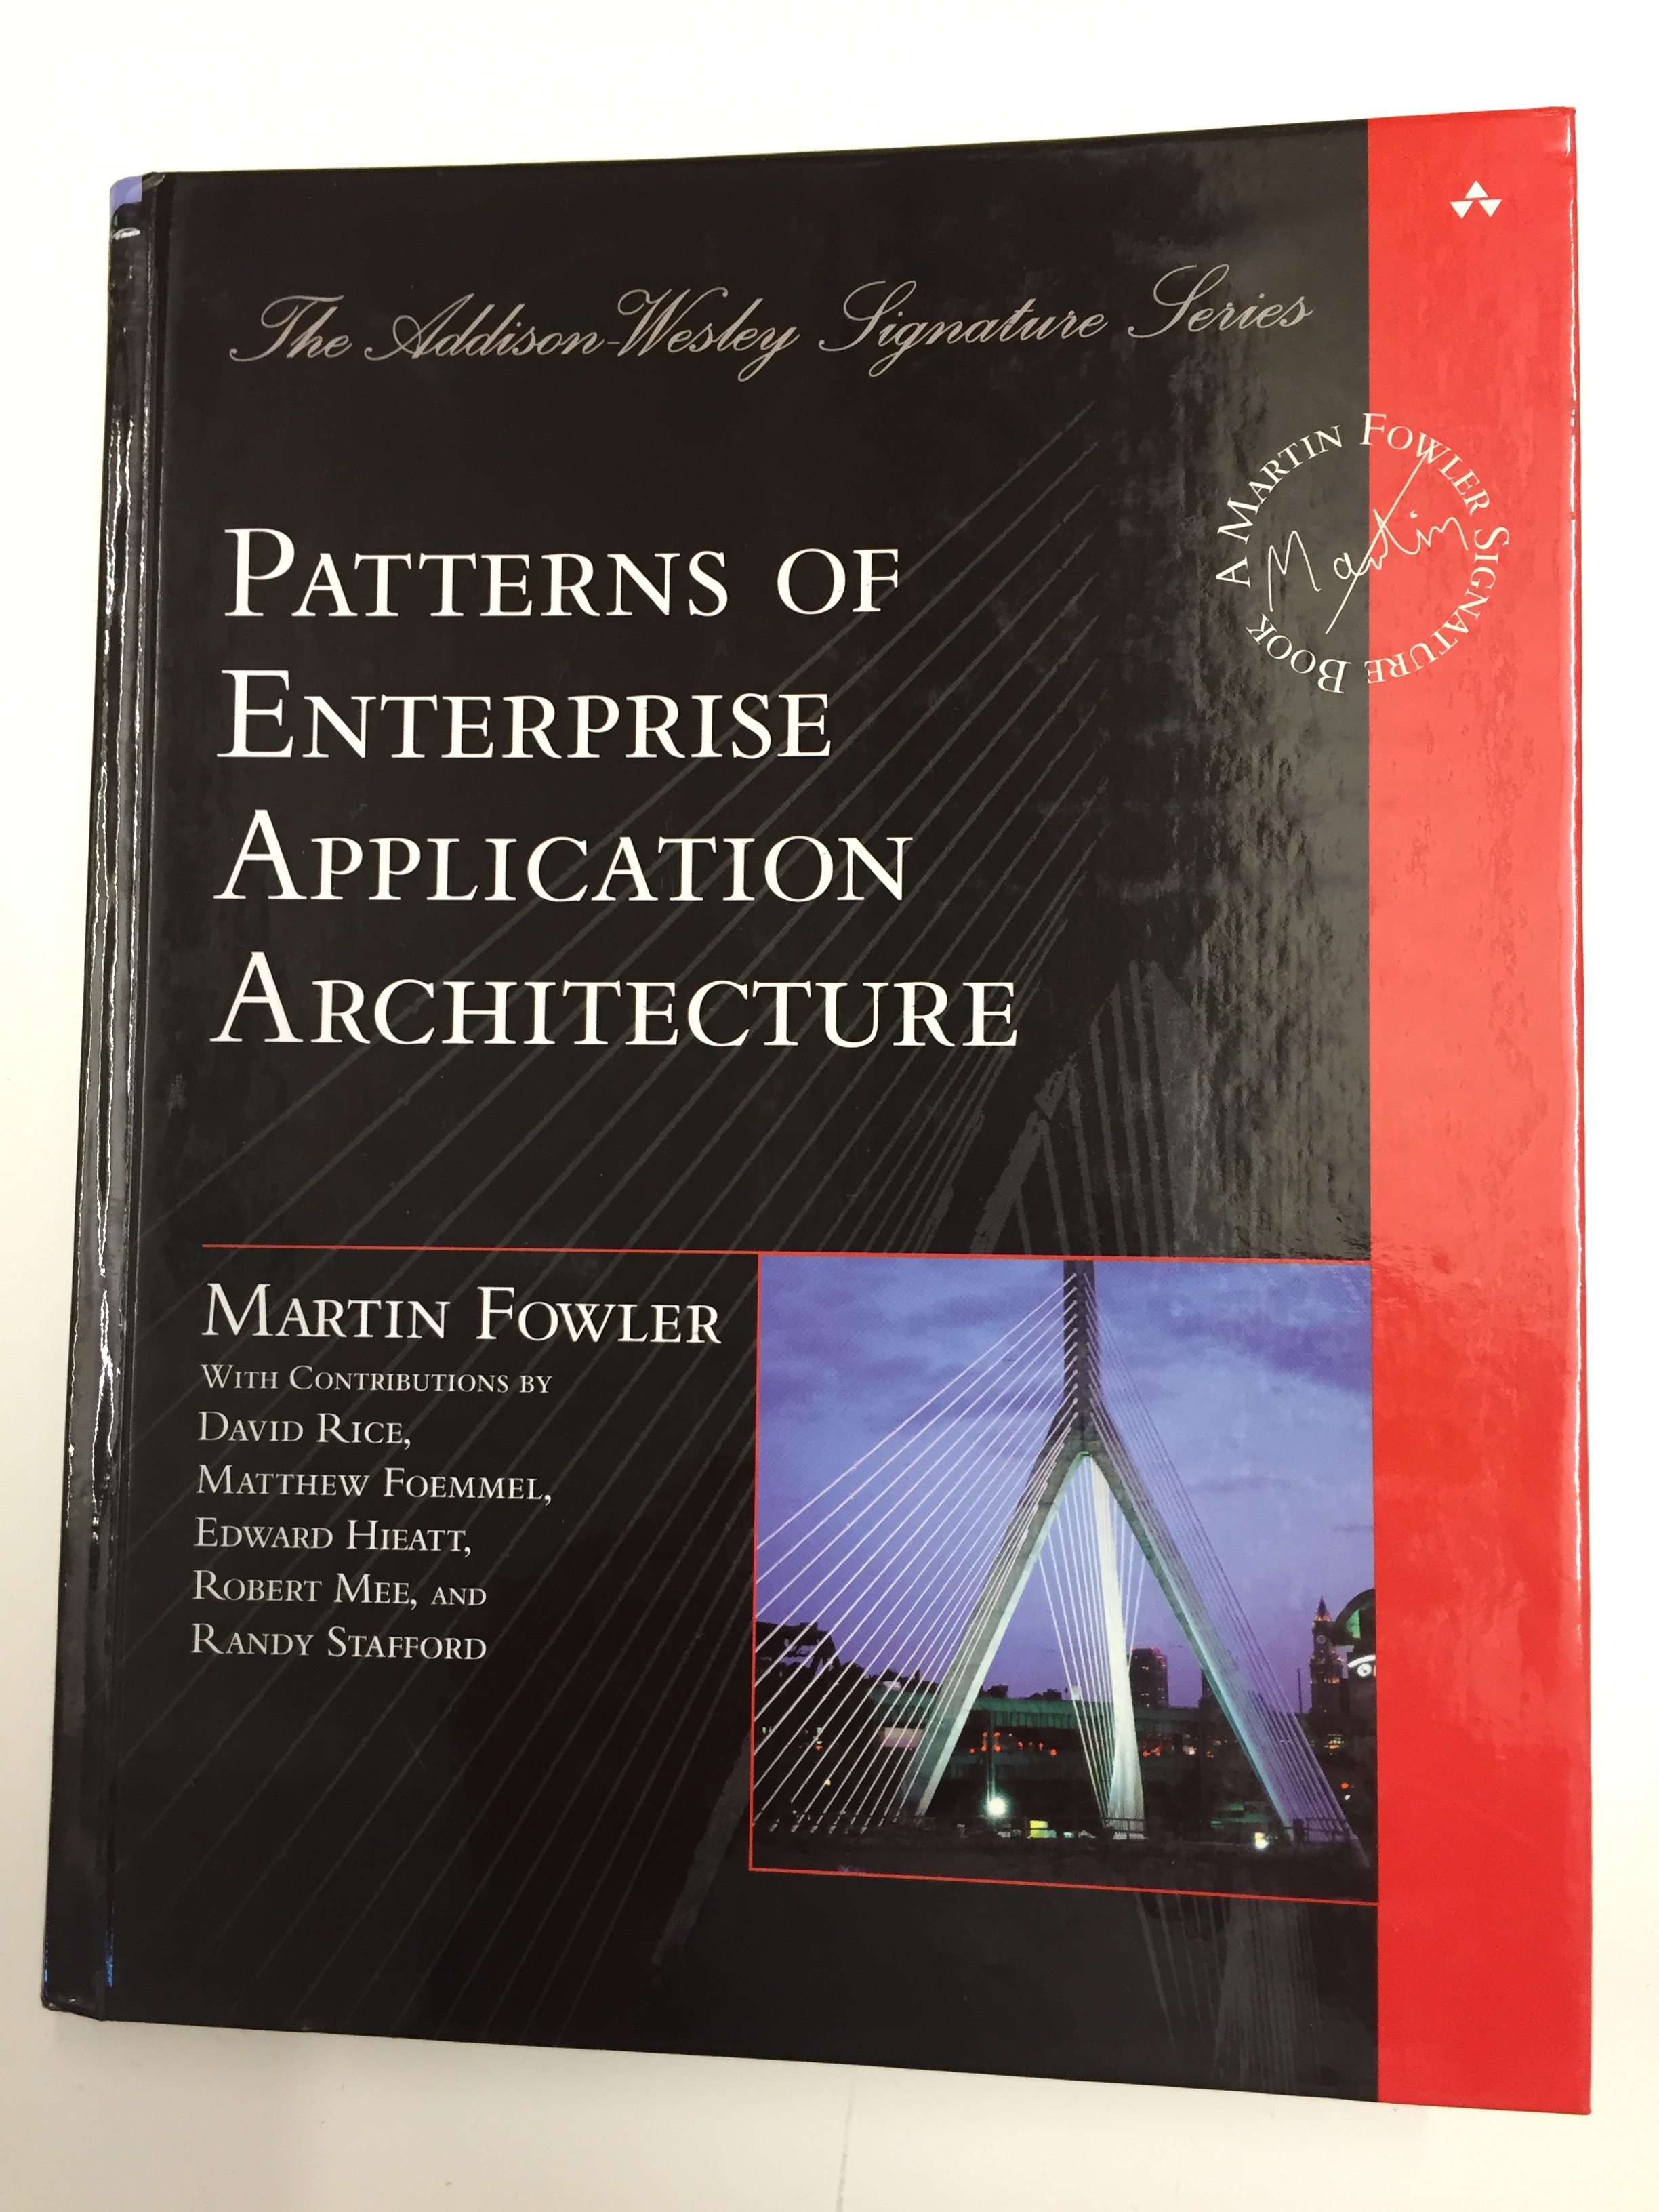 The Addison-Wesley Signature Series
A MARTIN FOWLER SIGNATURE BOOK
Martin
PATTERNS OF
ENTERPRISE
APPLICATION
ARCHITECTURE
MARTIN FOWLER
WITH CONTRIBUTIONS BY
DAVID RICE,
MATTHEW FOEMMEL,
EDWARD HIEATT,
ROBERT MEE, AND
RANDY STAFFORD